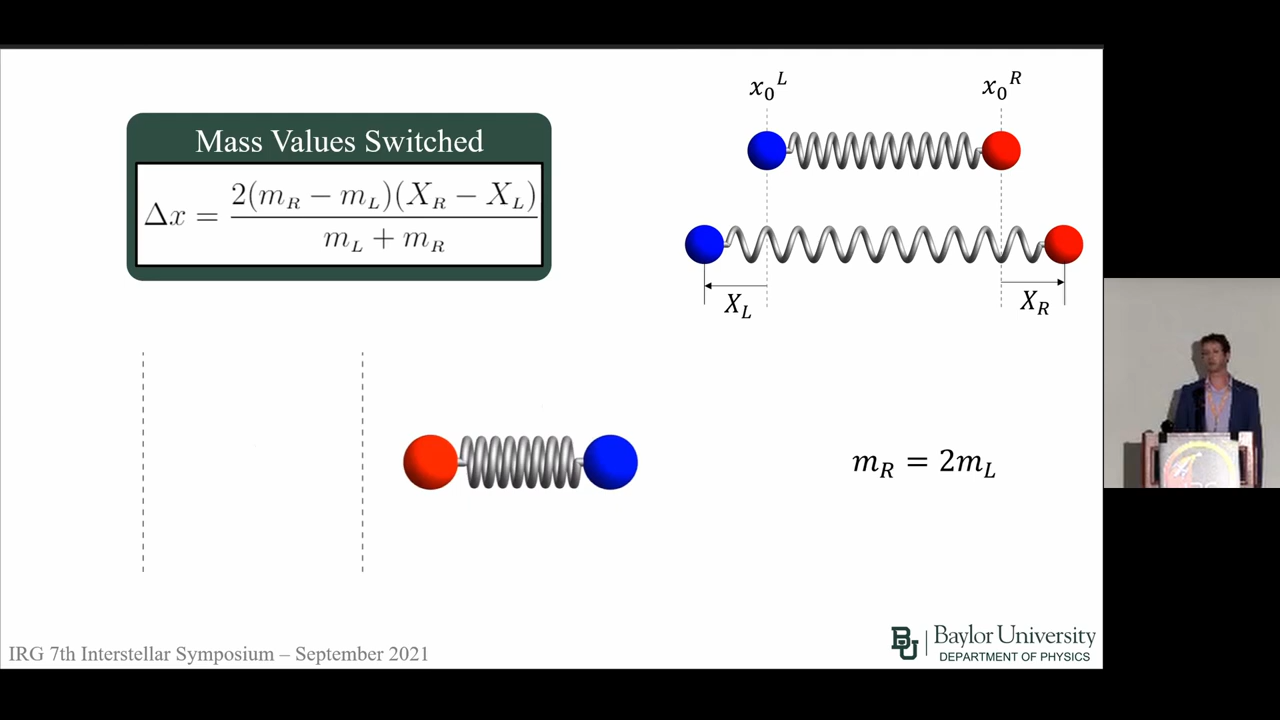 Mass Values Switched
Δx = 2(m_R − m_L)(X_R − X_L) / m_L + m_R
x_0^L
x_0^R
X_L
X_R
m_R = 2m_L
IRG 7th Interstellar Symposium – September 2021
BU
Baylor University
DEPARTMENT OF PHYSICS